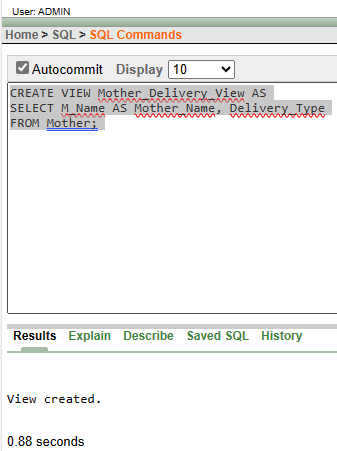 User: ADMIN
Home > SQL > SQL Commands
Autocommit Display 10
CREATE VIEW Mother_Delivery_View AS
SELECT M_Name AS Mother_Name, Delivery_Type
FROM Mother;
Results Explain Describe Saved SQL History
View created.
0.88 seconds